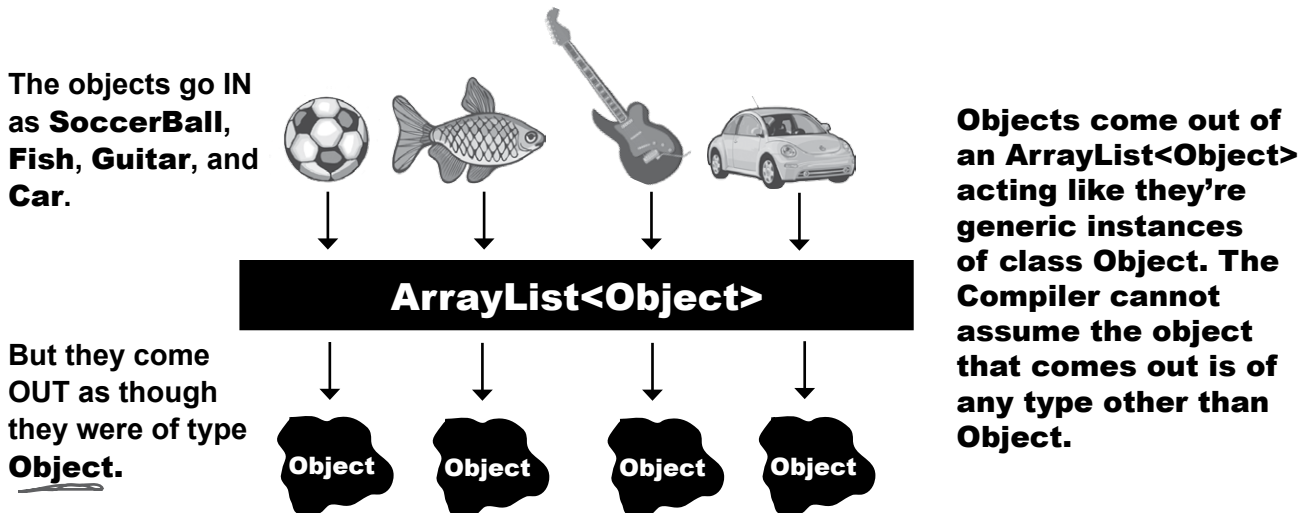 The objects go IN
as SoccerBall,
Fish, Guitar, and
Car.
ArrayList<Object>
But they come
OUT as though
they were of type
Object.
Object
Object
Object
Object
Objects come out of
an ArrayList<Object>
acting like they’re
generic instances
of class Object. The
Compiler cannot
assume the object
that comes out is of
any type other than
Object.